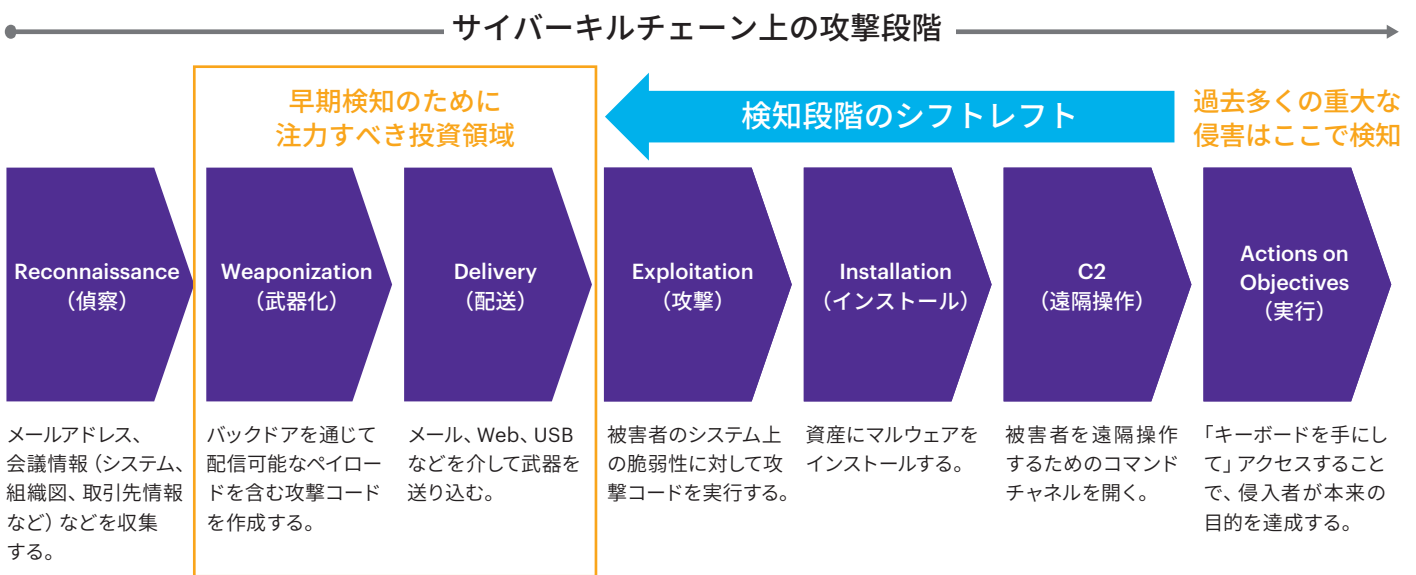 サイバーキルチェーン上の攻撃段階
早期検知のために
注力すべき投資領域
検知段階のシフトレフト
過去多くの重大な
侵害はここで検知
Reconnaissance
（偵察）
Weaponization
（武器化）
Delivery
（配送）
Exploitation
（攻撃）
Installation
（インストール）
C2
（遠隔操作）
Actions on
Objectives
（実行）
メールアドレス、
会議情報（システム、
組織図、取引先情報
など）などを収集
する。
バックドアを通じて
配信可能なペイロー
ドを含む攻撃コード
を作成する。
メール、Web、USB
などを介して武器を
送り込む。
被害者のシステム上
の脆弱性に対して攻
撃コードを実行する。
資産にマルウェアを
インストールする。
被害者を遠隔操作
するためのコマンド
チャネルを開く。
「キーボードを手にし
て」アクセスすること
で、侵入者が本来の
目的を達成する。